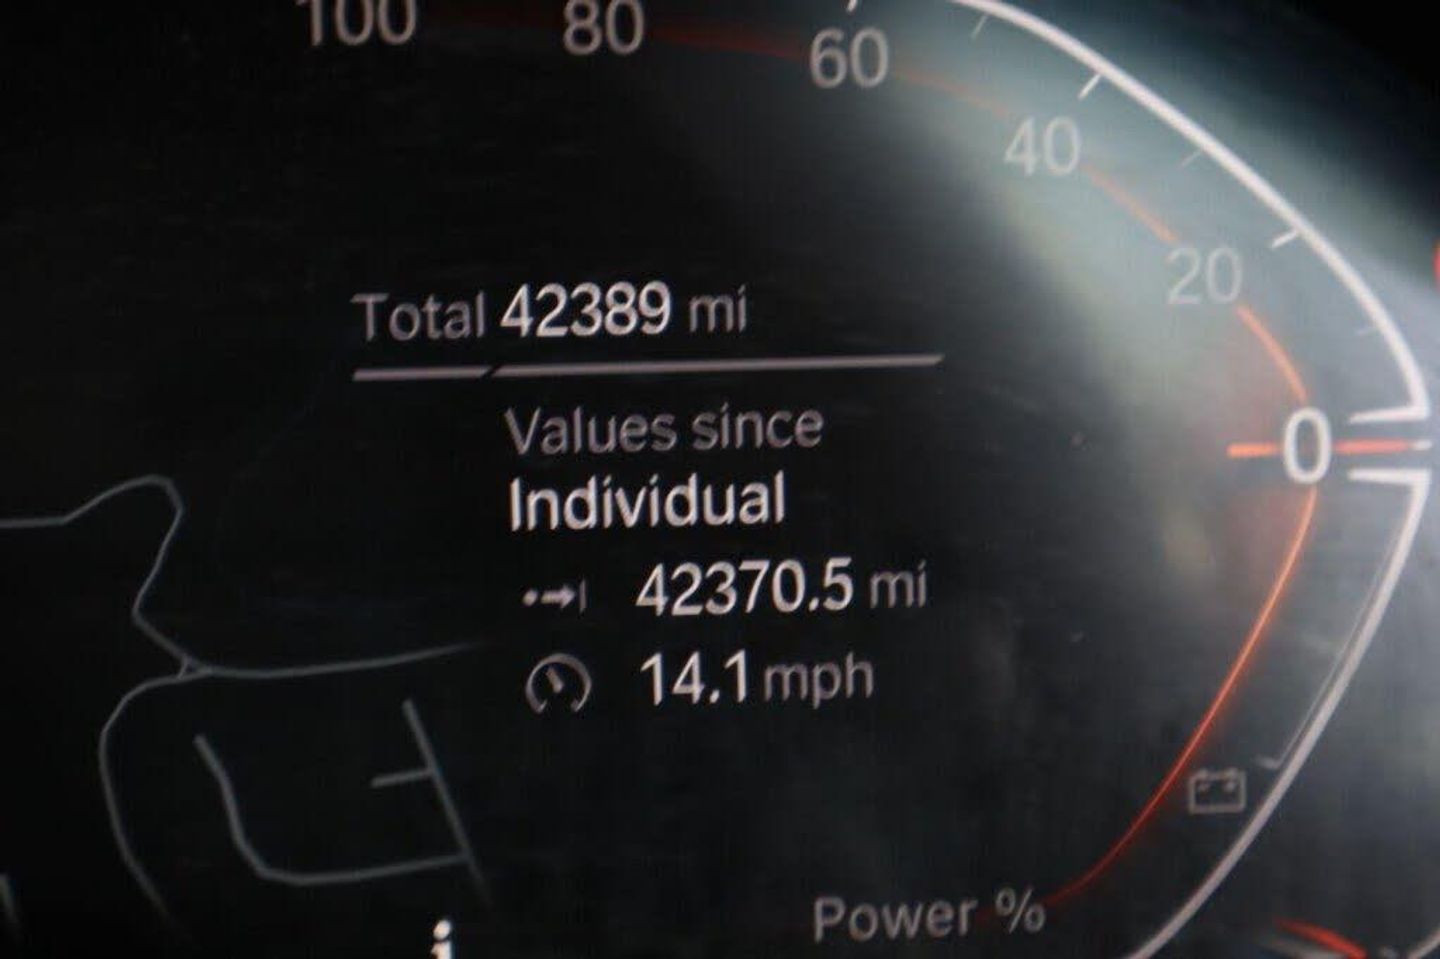 100 80 60
40
20
Total 42389 mi
Values since
0
Individual
42370.5 mi
14.1 mph
Power %